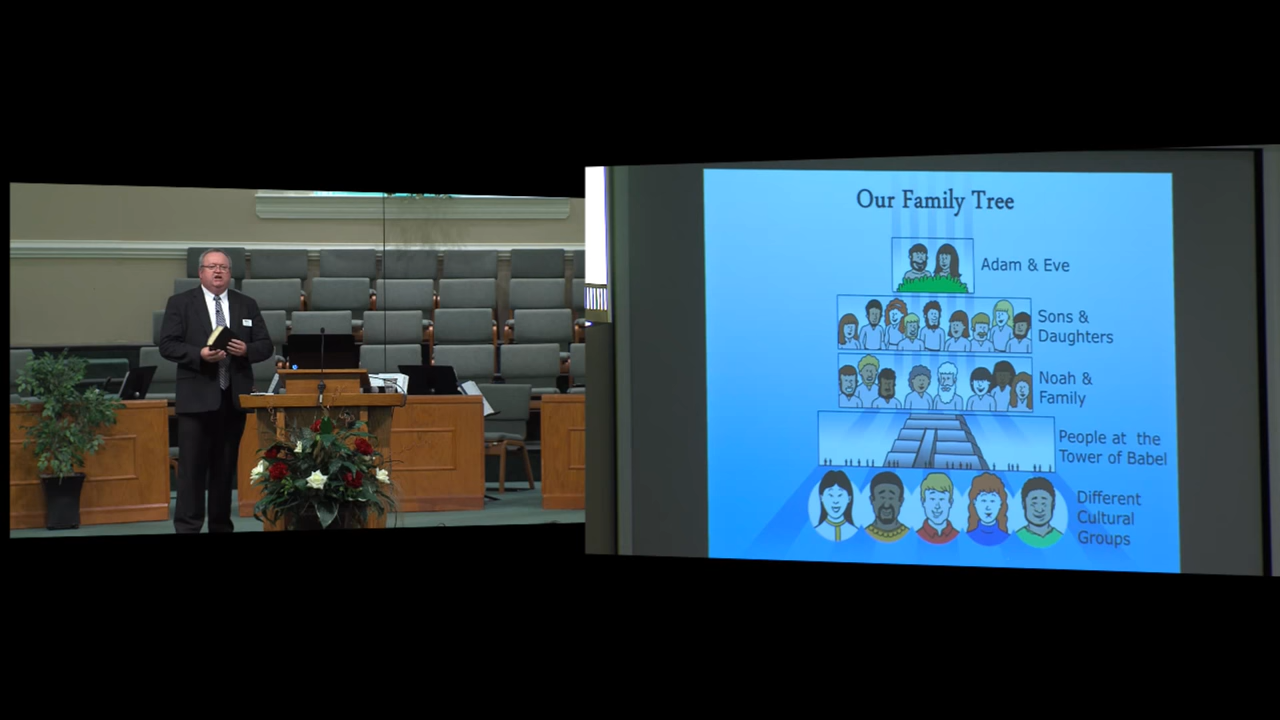 Our Family Tree
Adam & Eve
Sons &
Daughters
Noah &
Family
People at the
Tower of Babel
Different
Cultural
Groups